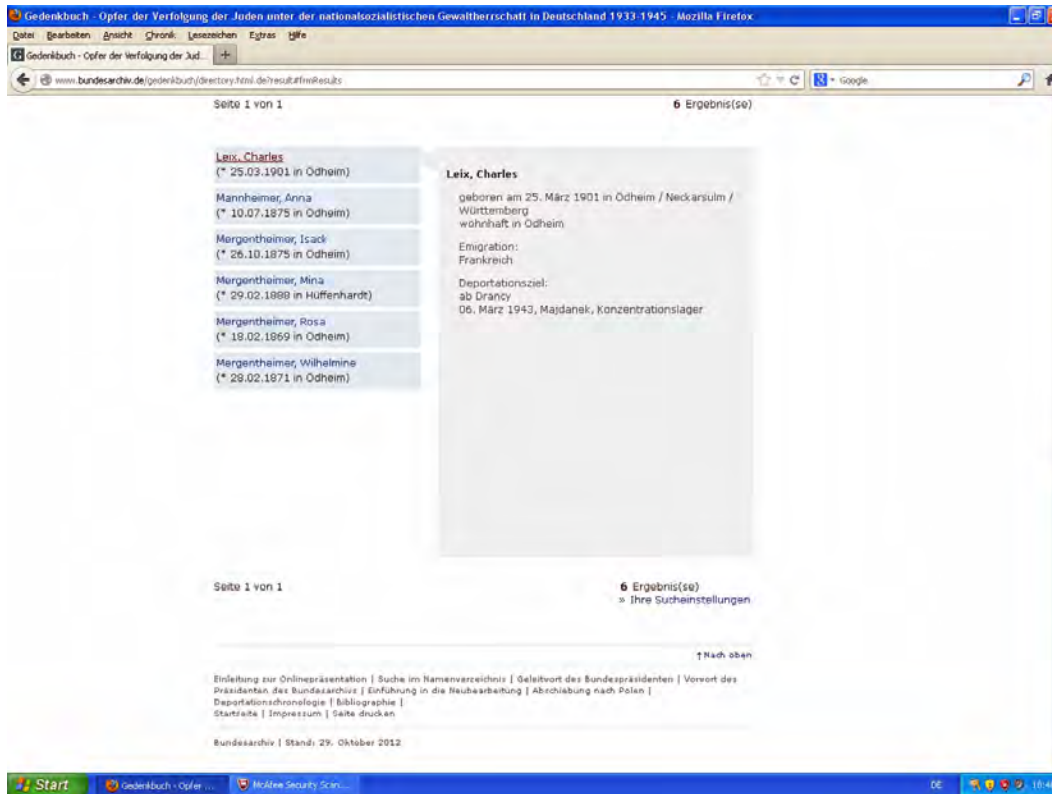 Gedenkbuch - Opfer der Verfolgung der Juden unter der nationalsozialistischen Gewaltherrschaft in Deutschland 1933-1945 - Mozilla Firefox
Datei Bearbeiten Ansicht Chronik Lesezeichen Extras Hilfe
Gedenkbuch - Opfer der Verfolgung der Jud...
www.bundesarchiv.de/gedenkbuch/directory.html.de?result#frmResults
Google
Seite 1 von 1
6 Ergebnis(se)
Leix, Charles
(* 25.03.1901 in Ödheim)
Mannheimer, Anna
(* 10.07.1875 in Ödheim)
Mergentheimer, Isack
(* 26.10.1875 in Ödheim)
Mergentheimer, Mina
(* 29.02.1888 in Hüffenhardt)
Mergentheimer, Rosa
(* 18.02.1869 in Ödheim)
Mergentheimer, Wilhelmine
(* 28.02.1871 in Ödheim)
Leix, Charles
geboren am 25. März 1901 in Ödheim / Neckarsulm /
Württemberg
wohnhaft in Ödheim
Emigration:
Frankreich
Deportationsziel:
ab Drancy
06. März 1943, Majdanek, Konzentrationslager
Seite 1 von 1
6 Ergebnis(se)
» Ihre Sucheinstellungen
↑ Nach oben
Einleitung zur Onlinepräsentation | Suche im Namenverzeichnis | Geleitwort des Bundespräsidenten | Vorwort des
Präsidenten des Bundesarchivs | Einführung in die Neubearbeitung | Abschiebung nach Polen |
Deportationschronologie | Bibliographie |
Startseite | Impressum | Seite drucken
Bundesarchiv | Stand: 29. Oktober 2012
Start
Gedenkbuch - Opfer ...
McAfee Security Scan...
DE